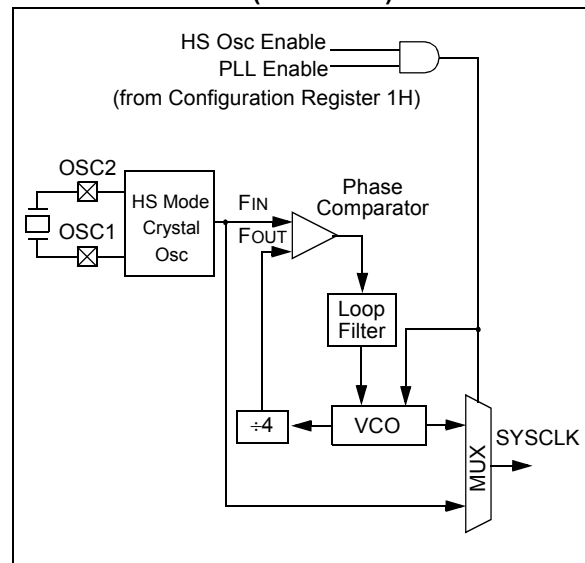 HS Osc Enable
PLL Enable
(from Configuration Register 1H)
OSC2
OSC1
HS Mode
Crystal
Osc
FIN
FOUT
Phase
Comparator
Loop
Filter
÷4
VCO
MUX
SYSCLK